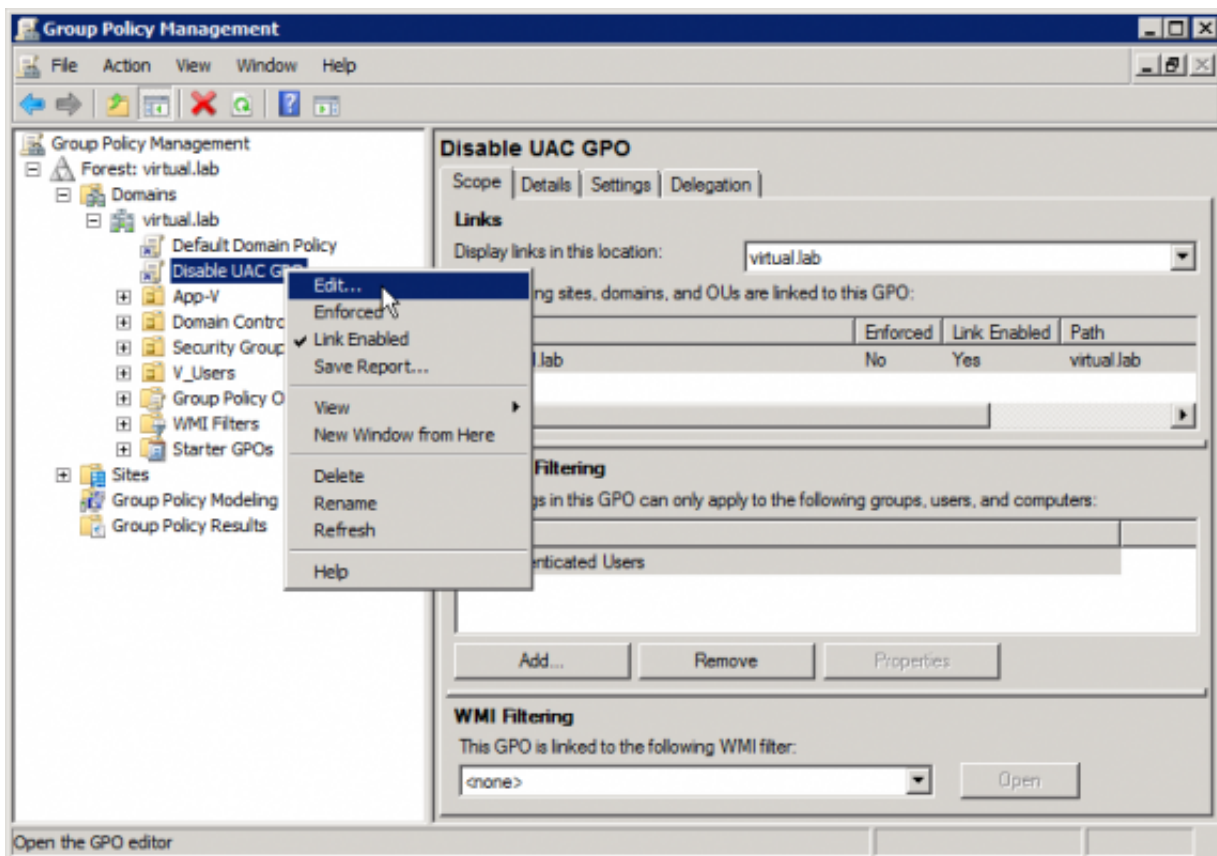 Group Policy Management
File Action View Window Help
Group Policy Management
Forest: virtual.lab
Domains
virtual.lab
Default Domain Policy
Disable UAC G
App-V
Domain Contro
Security Group
V_Users
Group Policy O
WMI Filters
Starter GPOs
Sites
Group Policy Modeling
Group Policy Results
Edit...
Enforced
Link Enabled
Save Report...
View
New Window from Here
Delete
Rename
Refresh
Help
Disable UAC GPO
Scope Details Settings Delegation
Links
Display links in this location: virtual.lab
ng sites, domains, and OUs are linked to this GPO:
Enforced Link Enabled Path
.lab No Yes virtual.lab
Filtering
gs in this GPO can only apply to the following groups, users, and computers:
enticated Users
Add... Remove Properties
WMI Filtering
This GPO is linked to the following WMI filter:
<none> Open
Open the GPO editor